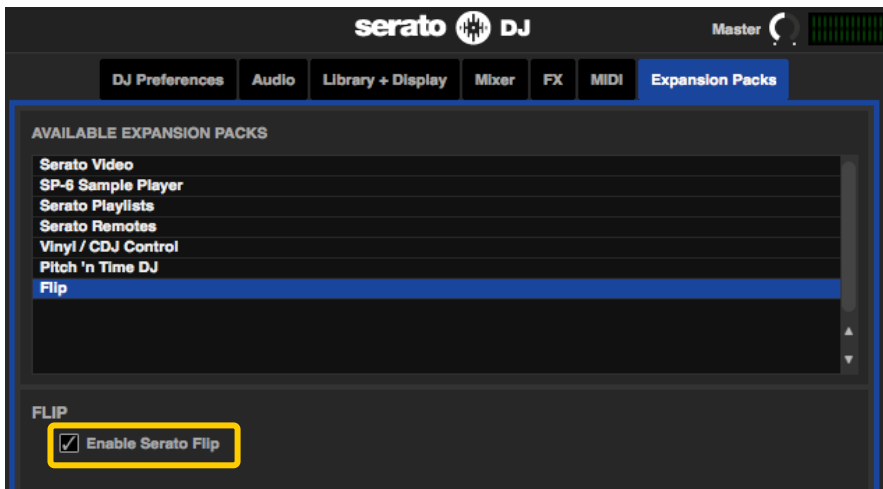 serato DJ
Master
DJ Preferences Audio Library + Display Mixer FX MIDI Expansion Packs
AVAILABLE EXPANSION PACKS
Serato Video
SP-6 Sample Player
Serato Playlists
Serato Remotes
Vinyl / CDJ Control
Pitch 'n Time DJ
Flip
FLIP
Enable Serato Flip